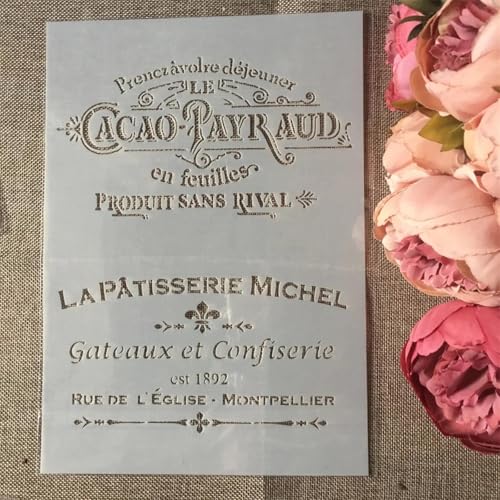 Prenez à votre déjeuner
LE
CACAO-PAYRAUD
en feuilles
PRODUIT SANS RIVAL
LA PÂTISSERIE MICHEL
Gateaux et Confiserie
est 1892
RUE DE L'ÉGLISE · MONTPELLIER